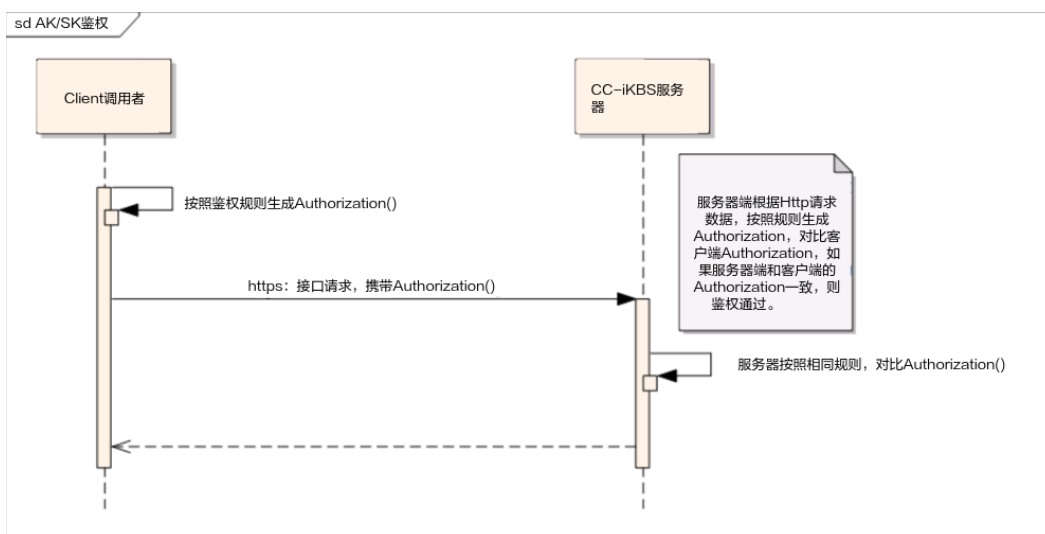 sd AK/SK鉴权
Client调用者
CC-iKBS服务
器
按照鉴权规则生成Authorization()
服务器端根据Http请求
数据，按照规则生成
Authorization，对比客
户端Authorization，如
果服务器端和客户端的
Authorization一致，则
鉴权通过。
https：接口请求，携带Authorization()
服务器按照相同规则，对比Authorization()